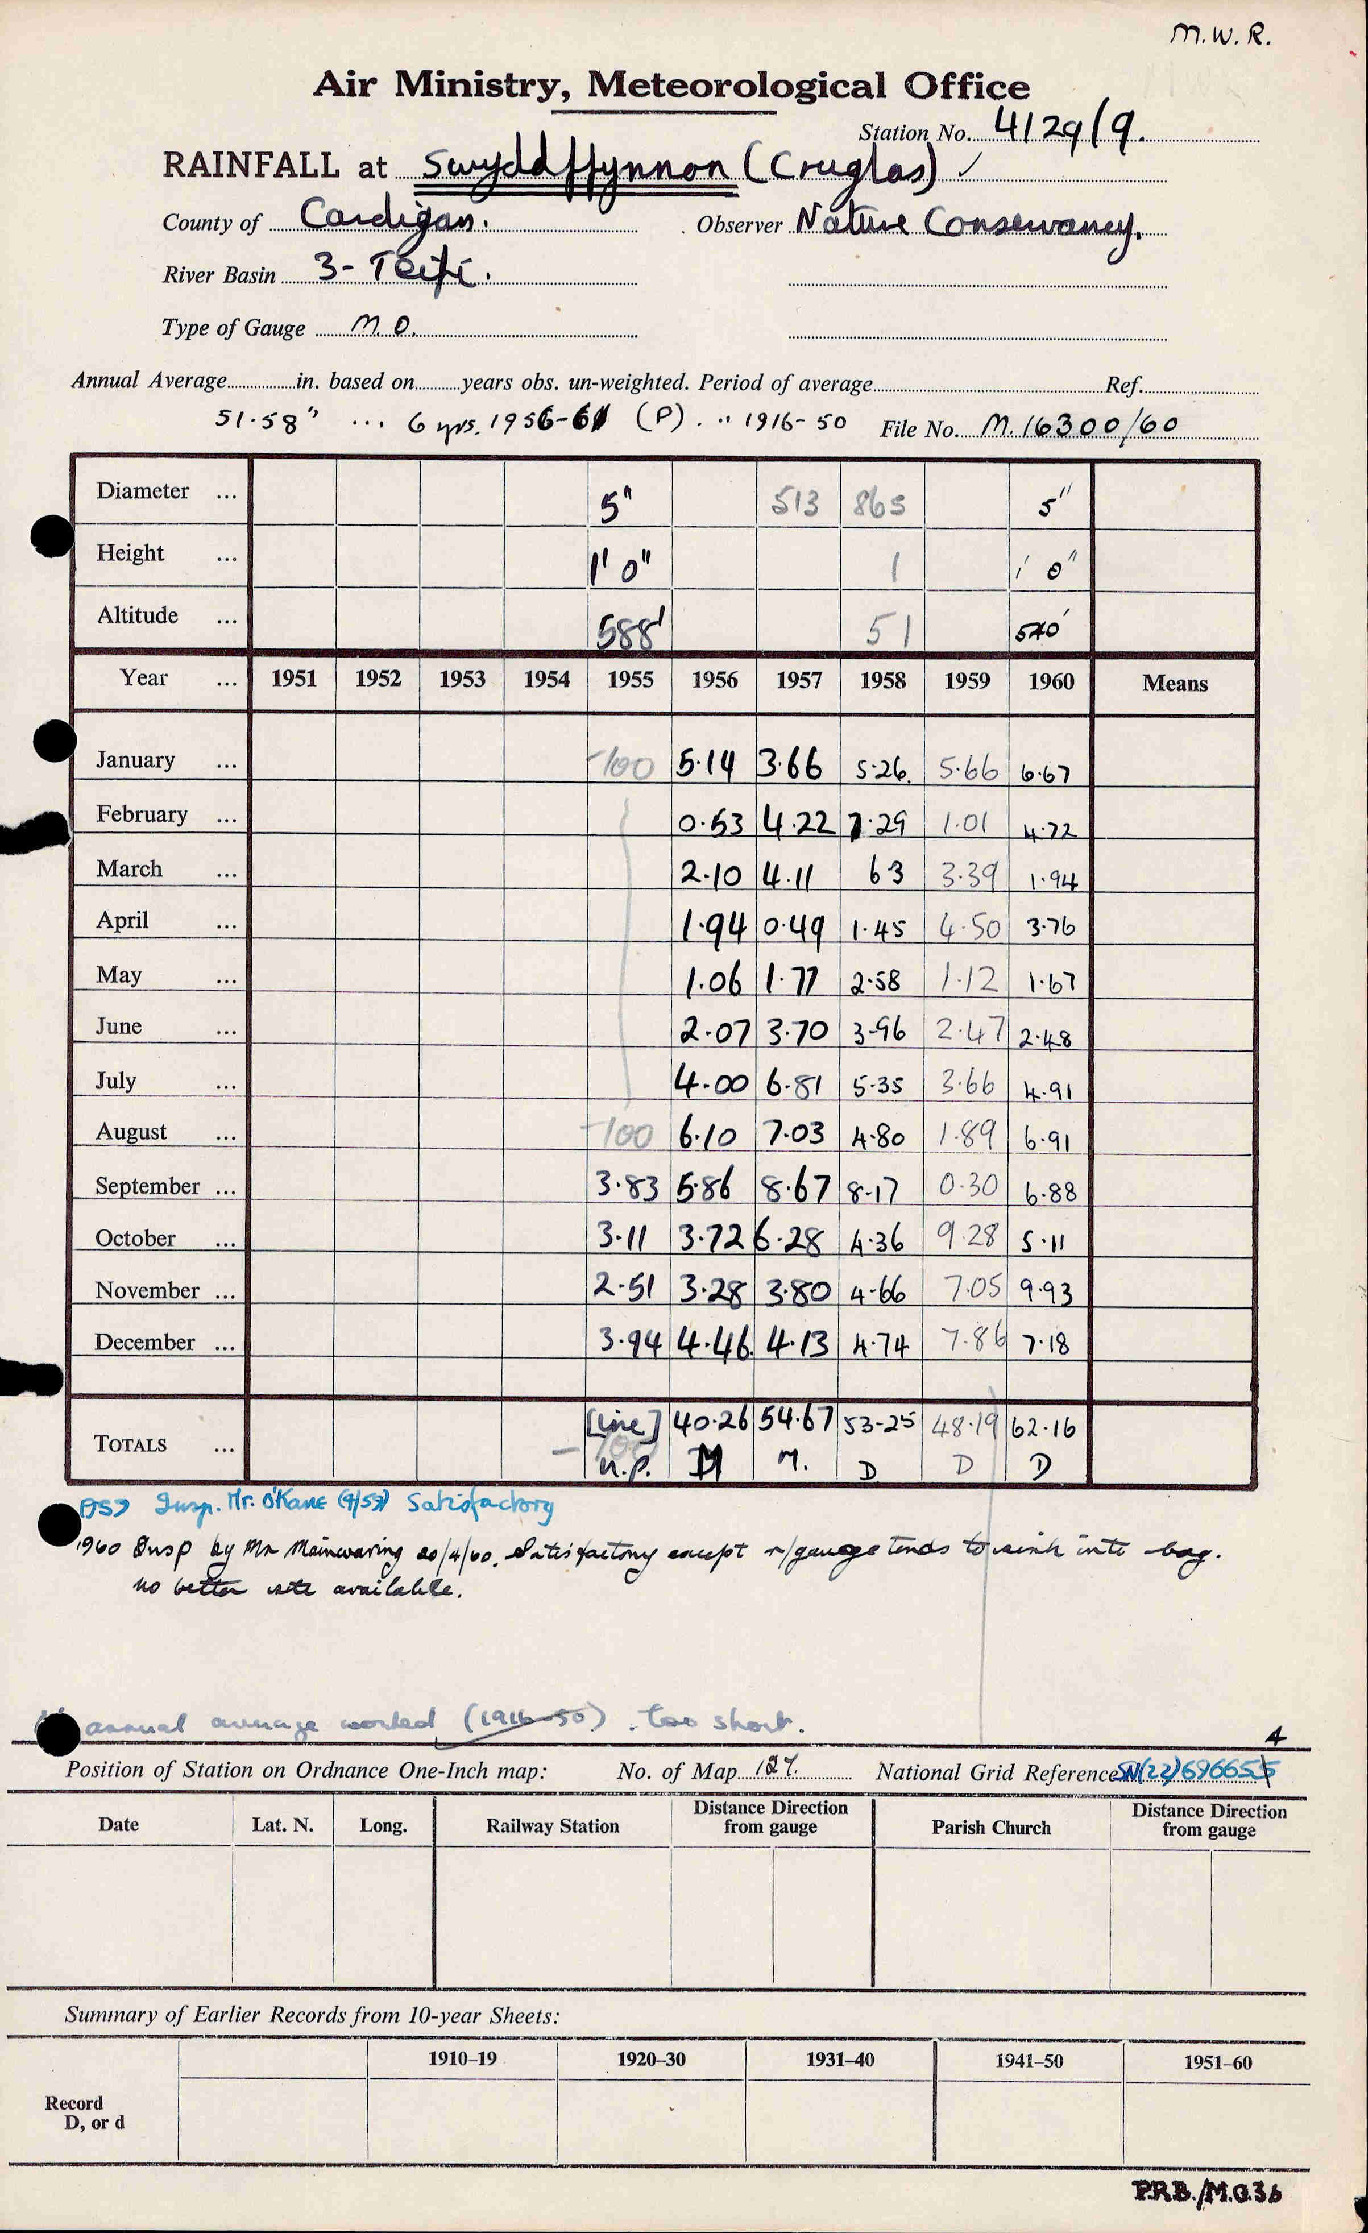 M.W.R.
Air Ministry, Meteorological Office
Station No. 4129/9.
RAINFALL at Swyddffynnon (Cruglas) ✓
County of Cardigan. Observer Nature Conservancy.
River Basin 3- Teifi.
Type of Gauge M.O.
Annual Average in. based on years obs. un-weighted. Period of average Ref.
51.58" ... 6 yrs. 1956-61 (P). " 1916-50 File No. M.16300/60
Diameter ... 5" 513 865 5"
Height ... 1' 0" 1 1' 0"
Altitude ... 588' 51 540'
Year ... 1951 1952 1953 1954 1955 1956 1957 1958 1959 1960 Means
January ... -100 5.14 3.66 5.26. 5.66 6.67
February ... 0.53 4.22 7.29 1.01 4.72
March ... 2.10 4.11 63 3.39 1.94
April ... 1.94 0.49 1.45 4.50 3.76
May ... 1.06 1.77 2.58 1.12 1.67
June ... 2.07 3.70 3.96 2.47 2.48
July ... 4.00 6.81 5.35 3.66 4.91
August ... -100 6.10 7.03 4.80 1.89 6.91
September ... 3.83 5.86 8.67 8.17 0.30 6.88
October ... 3.11 3.72 6.28 4.36 9.28 5.11
November ... 2.51 3.28 3.80 4.66 7.05 9.93
December ... 3.94 4.46. 4.13 4.74 7.86 7.18
TOTALS ... [Line] 40.26 54.67 53-25 48.19 62.16
-100
n.p. M M. D D D
1957 Insp. Mr. O'Kane (9/57) Satisfactory
1960 Insp by Mr Mainwaring 20/4/60. Satisfactory except r/gauge tends to sink into bog.
no better site available.
annual average worked (1916-50). too short.
4
Position of Station on Ordnance One-Inch map: No. of Map 127. National Grid Reference SN(22)696655
Date Lat. N. Long. Railway Station Distance Direction from gauge Parish Church Distance Direction from gauge
Summary of Earlier Records from 10-year Sheets:
1910–19 1920–30 1931–40 1941–50 1951–60
Record
D, or d
P.R.B./M.O.36